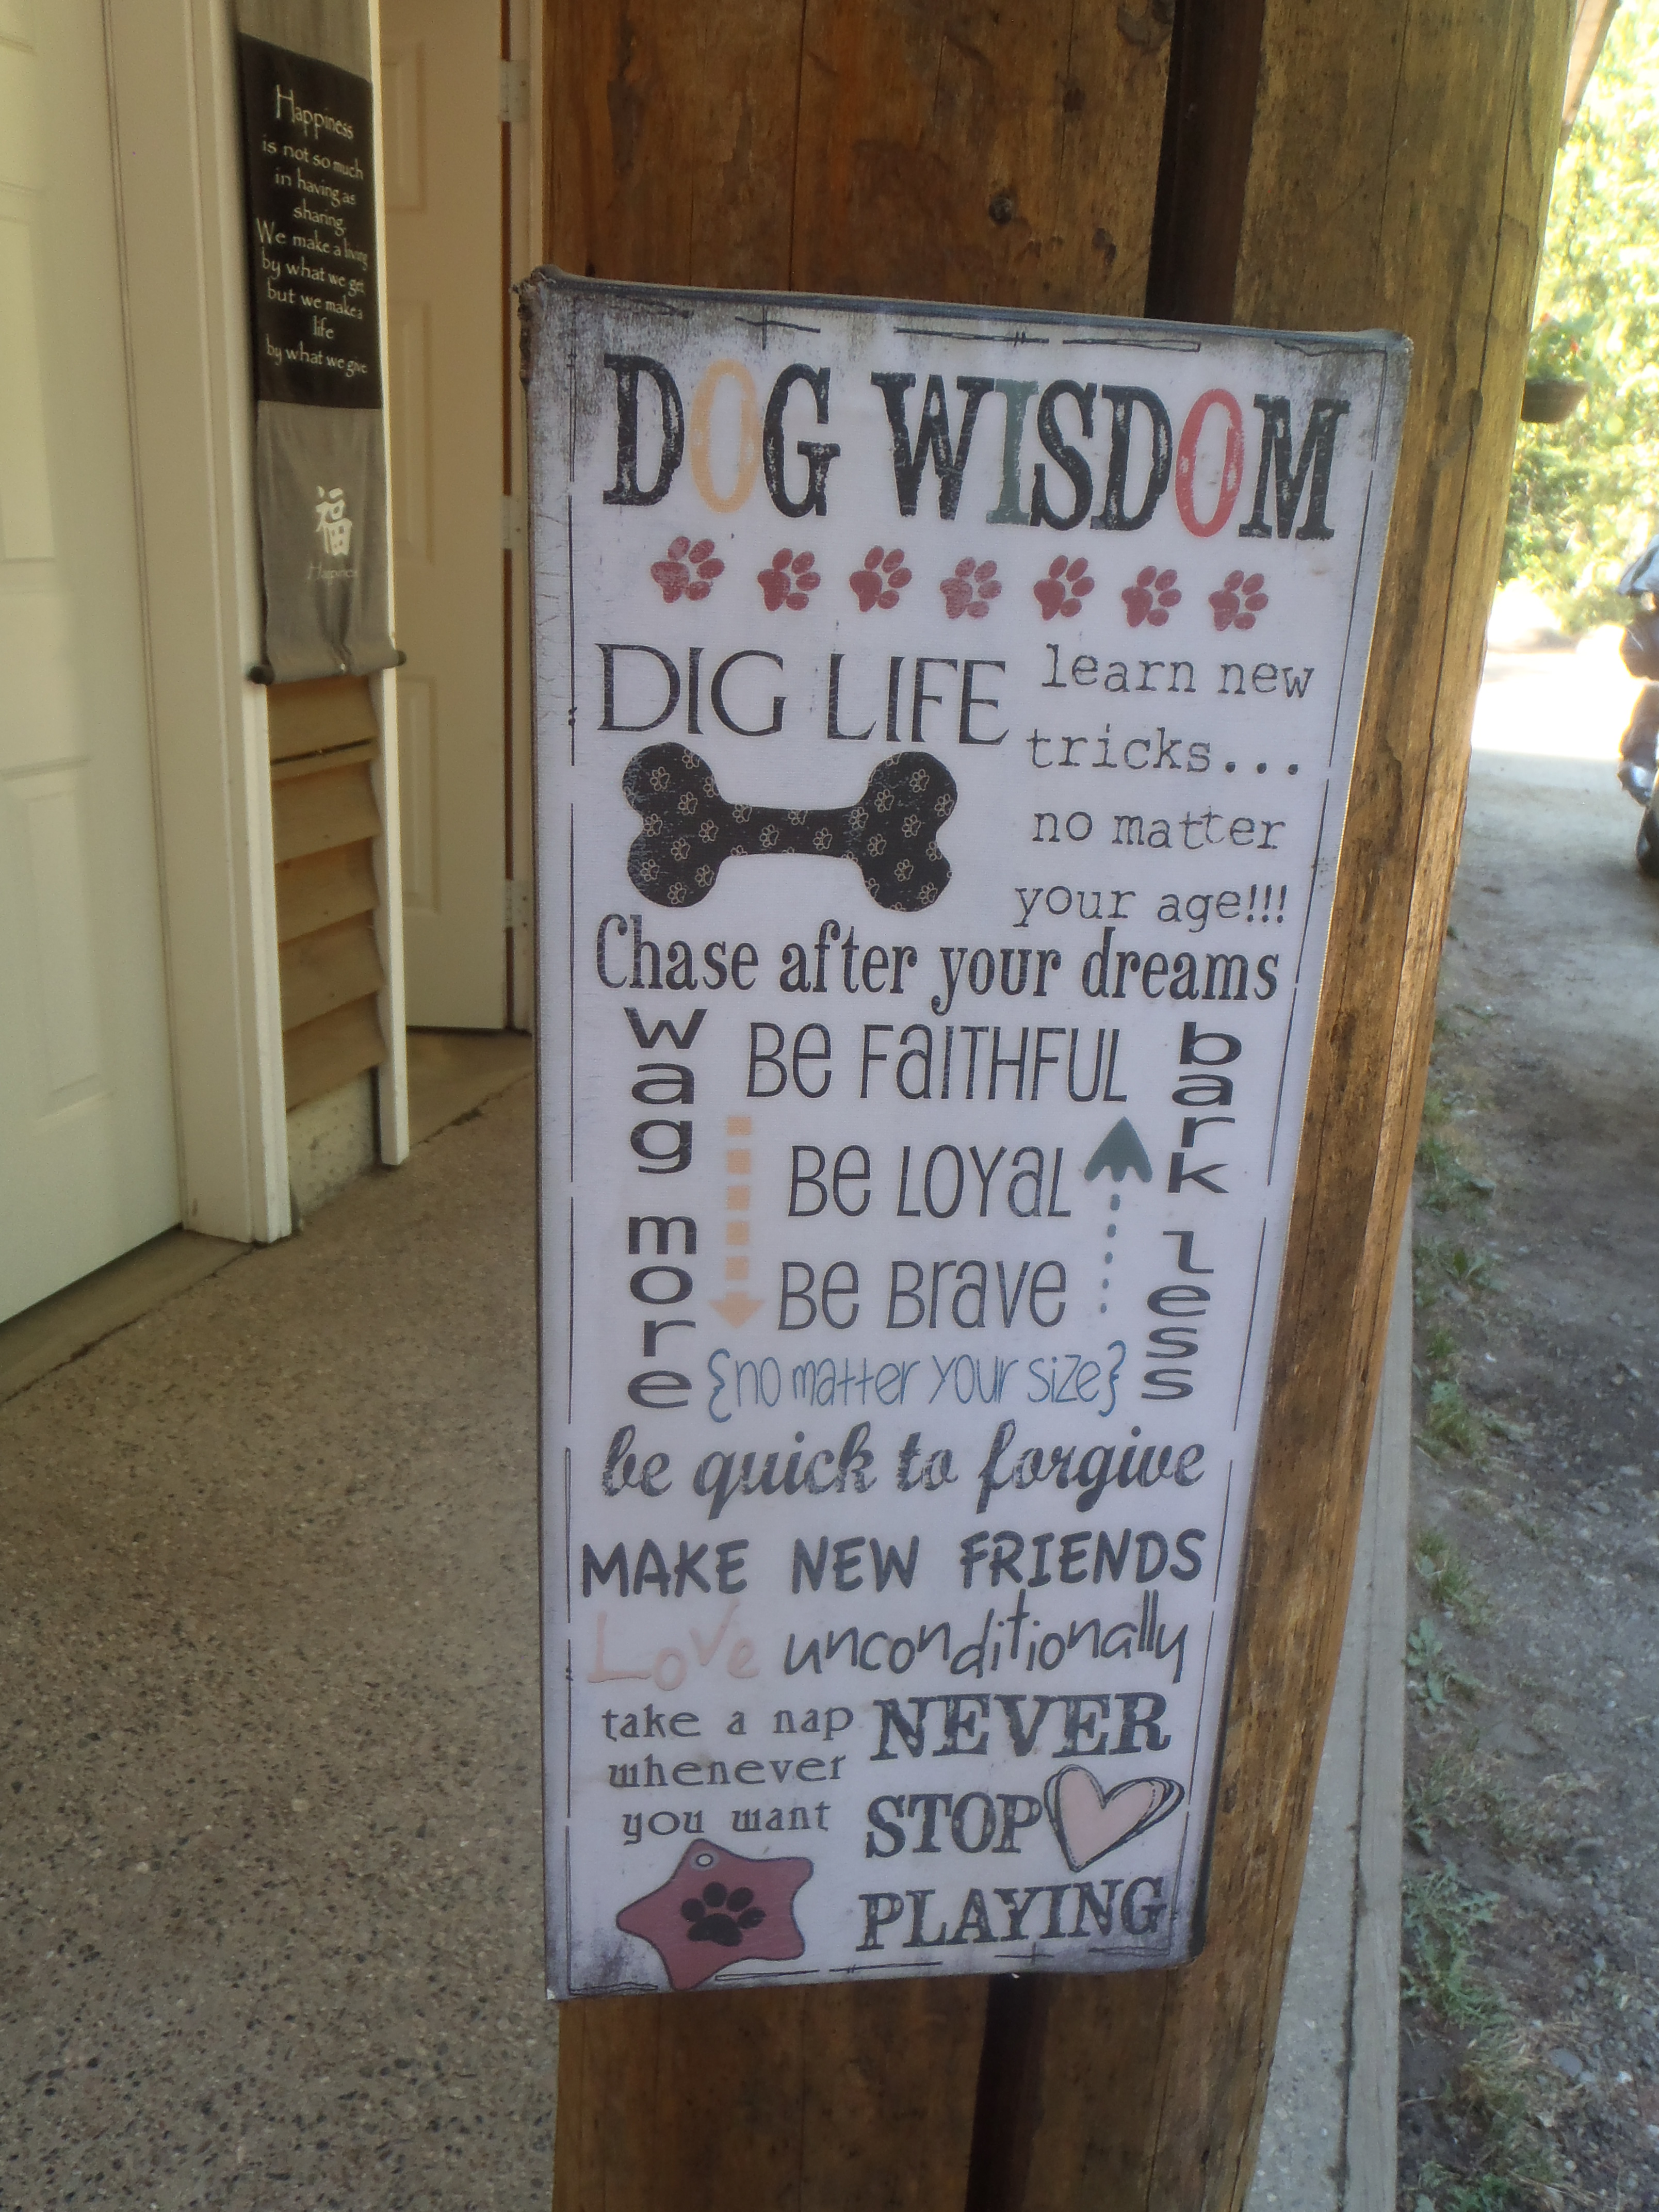 Happiness
is not so much
in having as
sharing.
We make a living
by what we get
but we make a
life
by what we give
福
Happiness
DOG WISDOM
DIG LIFE
learn new
tricks...
no matter
your age!!!
Chase after your dreams
wag more
Be FaITHFUL
Be LOYaL
Be Brave
{no matter your size}
bark less
be quick to forgive
MAKE NEW FRIENDS
Love unconditionally
take a nap
whenever
you want
NEVER
STOP
PLAYING